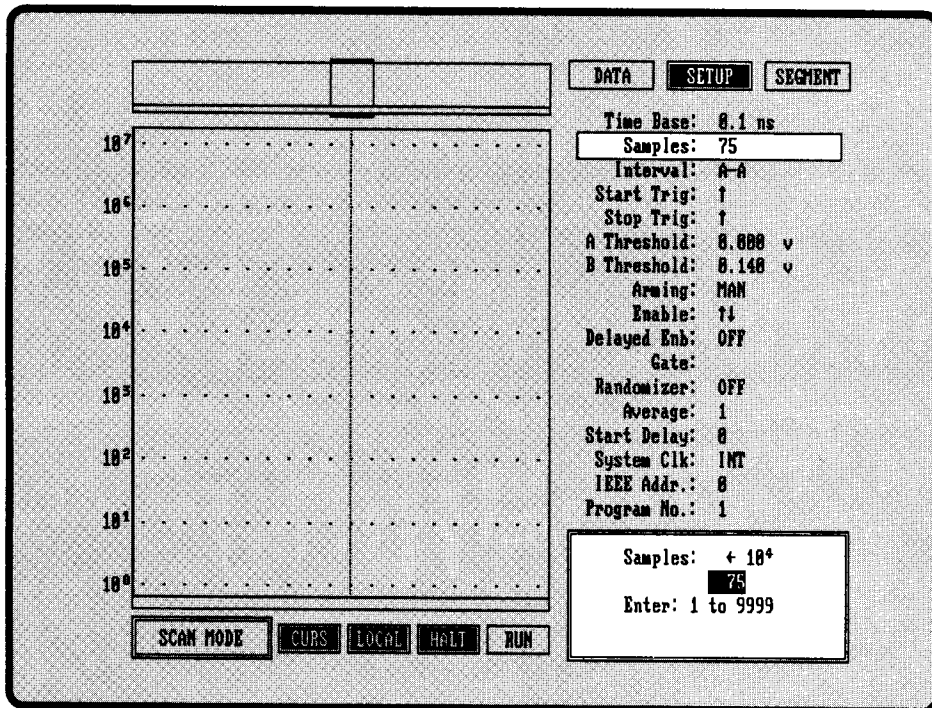 DATA SETUP SEGMENT
Time Base: 0.1 ns
Samples: 75
Interval: A-A
Start Trig: ↑
Stop Trig: ↑
A Threshold: 0.000 v
B Threshold: 0.140 v
Arming: MAN
Enable: ↑↓
Delayed Enb: OFF
Gate:
Randomizer: OFF
Average: 1
Start Delay: 0
System Clk: INT
IEEE Addr.: 0
Program No.: 1
10⁷
10⁶
10⁵
10⁴
10³
10²
10¹
10⁰
Samples: ← 10⁴
75
Enter: 1 to 9999
SCAN MODE CURS LOCAL HALT RUN